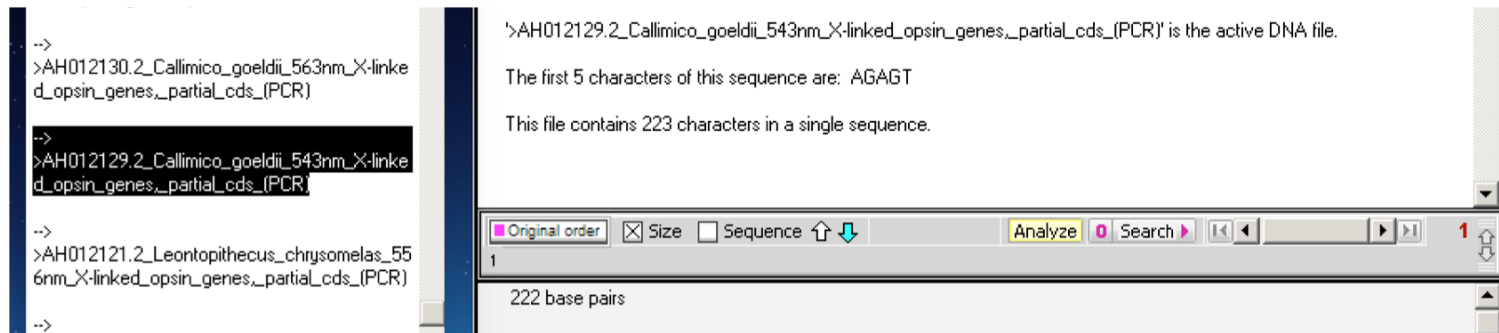 -->
>AH012130.2_Callimico_goeldii_563nm_X-linke
d_opsin_genes,_partial_cds_(PCR)
-->
>AH012129.2_Callimico_goeldii_543nm_X-linke
d_opsin_genes,_partial_cds_(PCR)
-->
>AH012121.2_Leontopithecus_chrysomelas_55
6nm_X-linked_opsin_genes,_partial_cds_(PCR)
-->
'>AH012129.2_Callimico_goeldii_543nm_X-linked_opsin_genes,_partial_cds_(PCR)' is the active DNA file.
The first 5 characters of this sequence are: AGAGT
This file contains 223 characters in a single sequence.
Original order Size Sequence Analyze 0 Search 1
1
222 base pairs